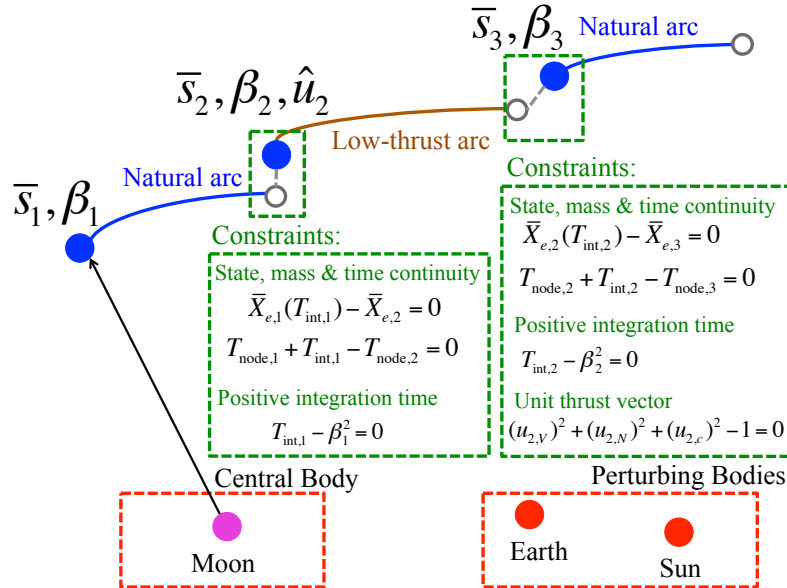 s̅₃, β₃
Natural arc
s̅₂, β₂, û₂
Low-thrust arc
Natural arc
s̅₁, β₁
Constraints:
State, mass & time continuity
X̅ₑ,₁(T_int,1) − X̅ₑ,₂ = 0
T_node,1 + T_int,1 − T_node,2 = 0
Positive integration time
T_int,1 − β₁² = 0
Constraints:
State, mass & time continuity
X̅ₑ,₂(T_int,2) − X̅ₑ,₃ = 0
T_node,2 + T_int,2 − T_node,3 = 0
Positive integration time
T_int,2 − β₂² = 0
Unit thrust vector
(u_2,V)² + (u_2,N)² + (u_2,c)² − 1 = 0
Central Body
Moon
Perturbing Bodies
Earth
Sun